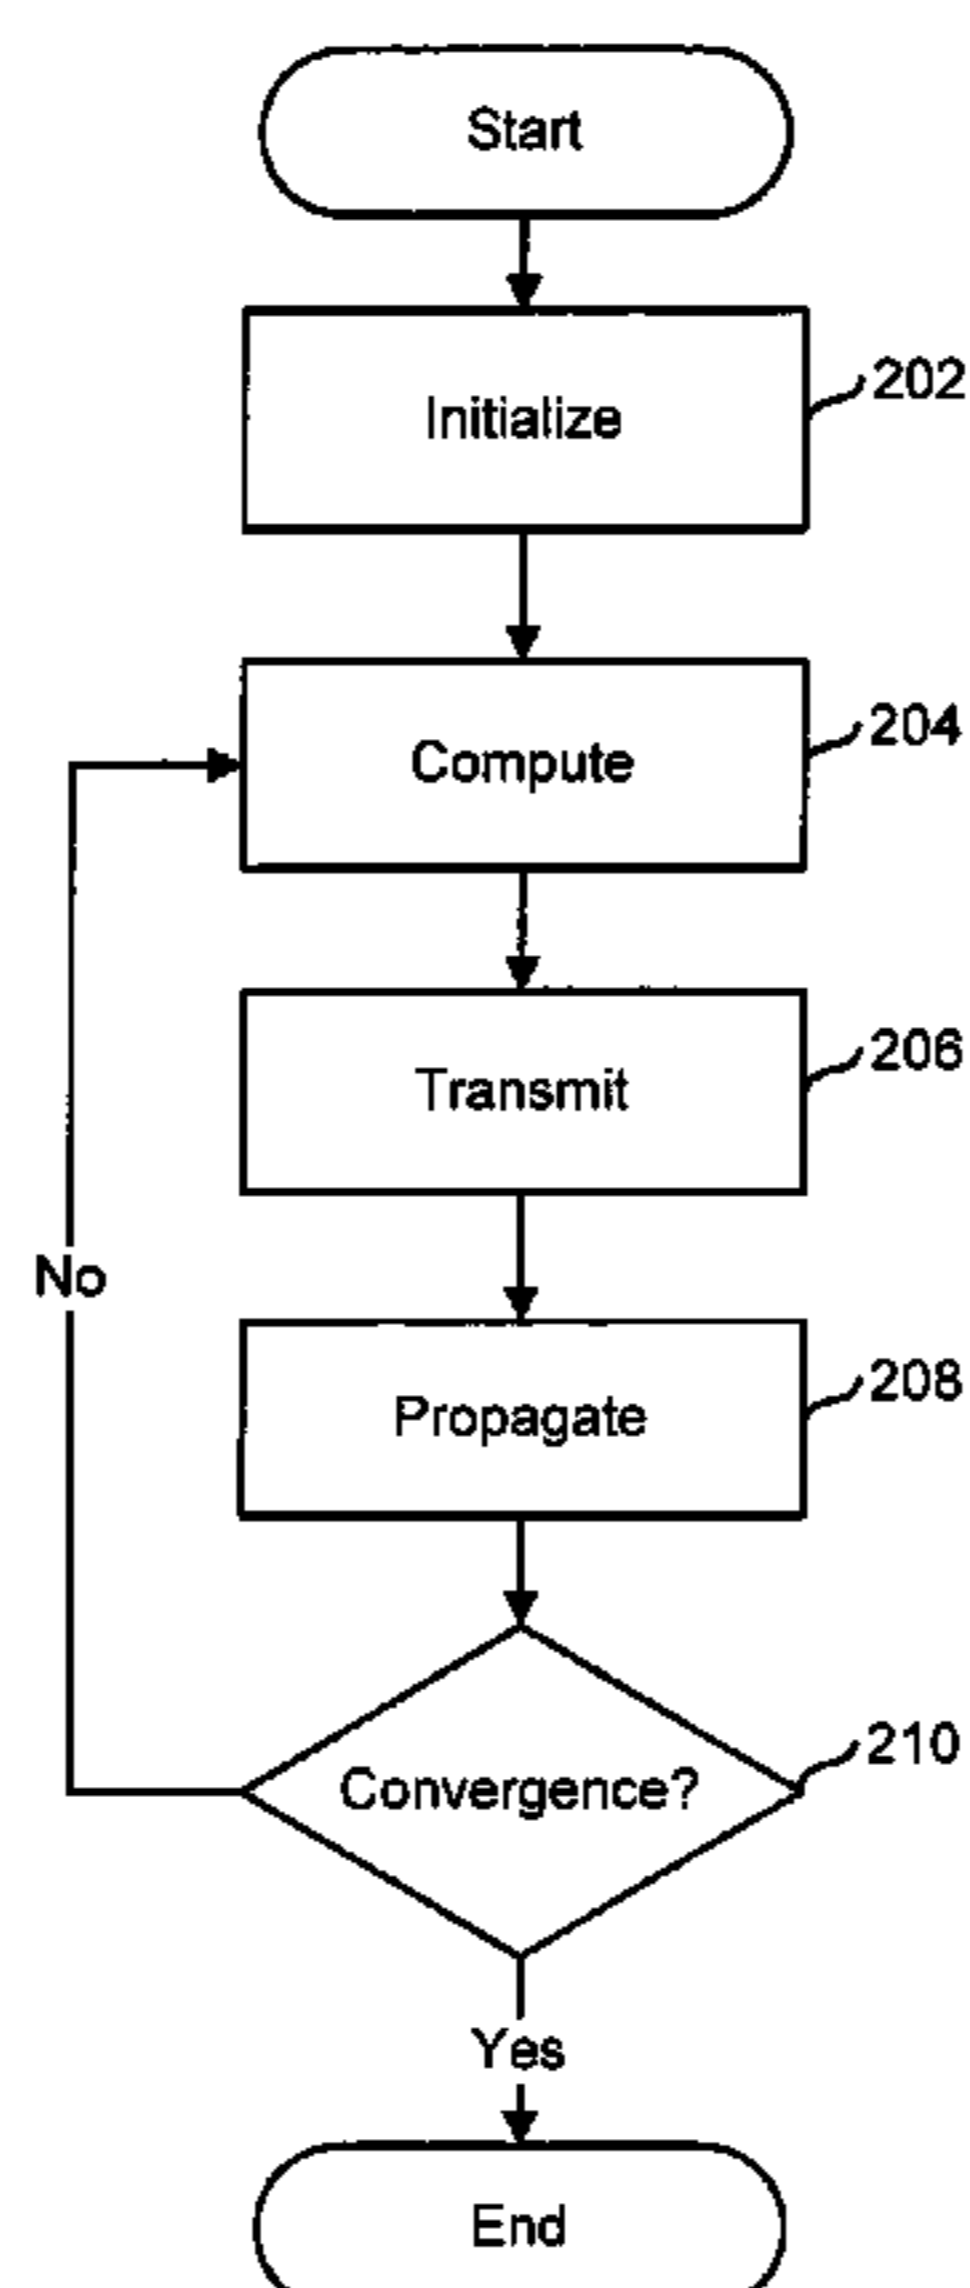 Start
Initialize
202
Compute
204
Transmit
206
No
Propagate
208
Convergence?
210
Yes
End